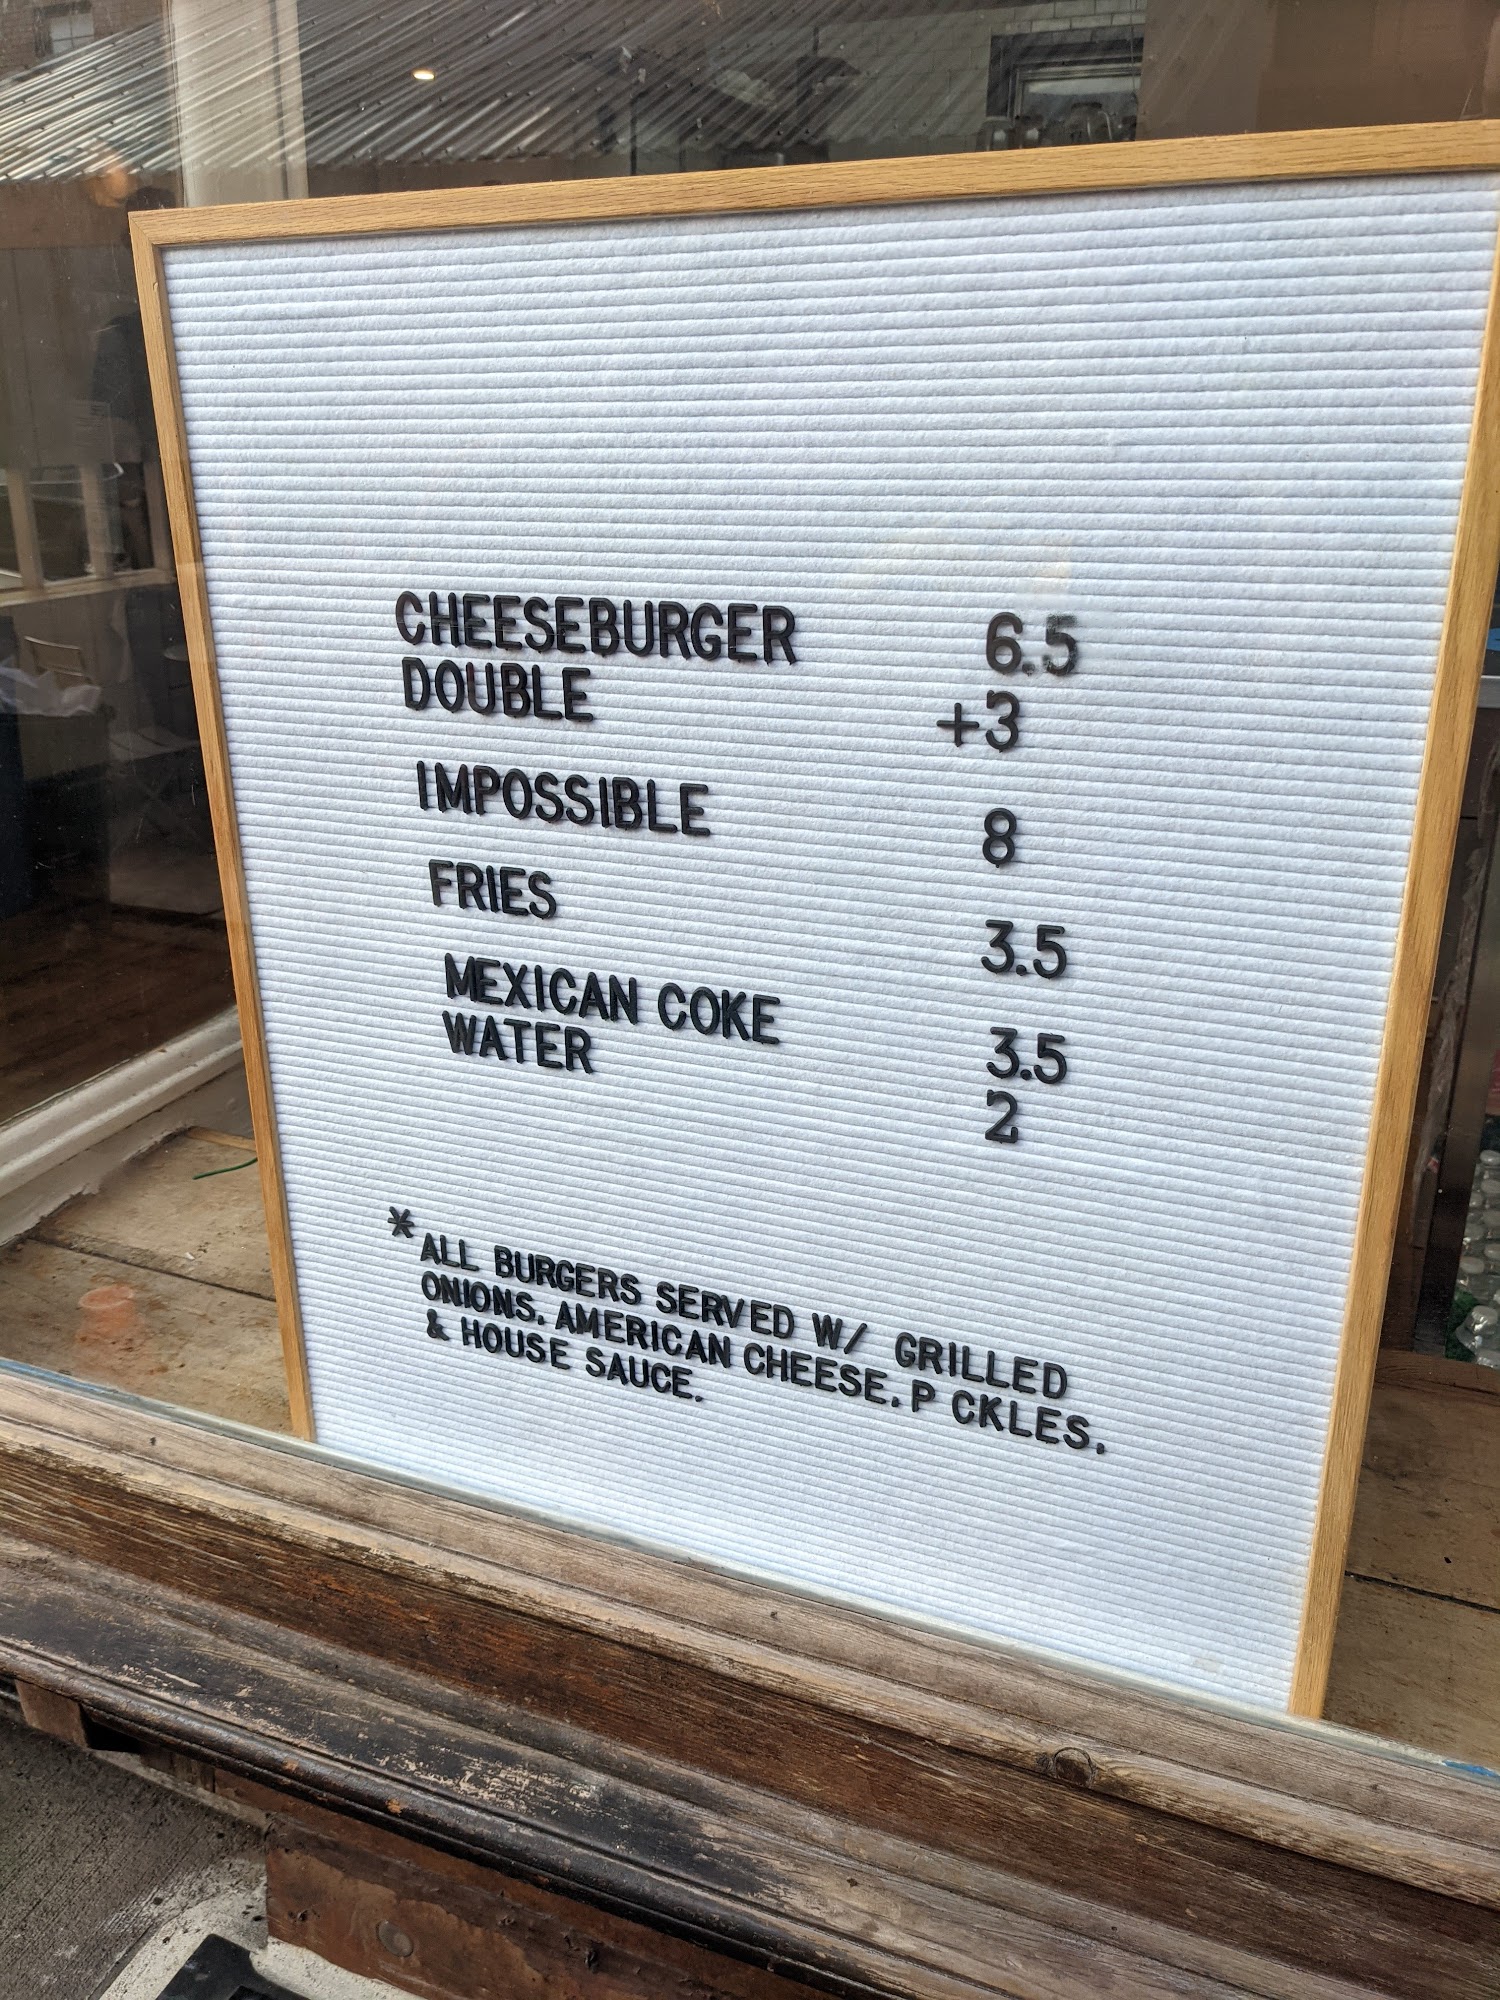 CHEESEBURGER 6.5
DOUBLE +3
IMPOSSIBLE 8
FRIES 3.5
MEXICAN COKE 3.5
WATER 2
* ALL BURGERS SERVED W/ GRILLED
ONIONS, AMERICAN CHEESE, P CKLES,
& HOUSE SAUCE.